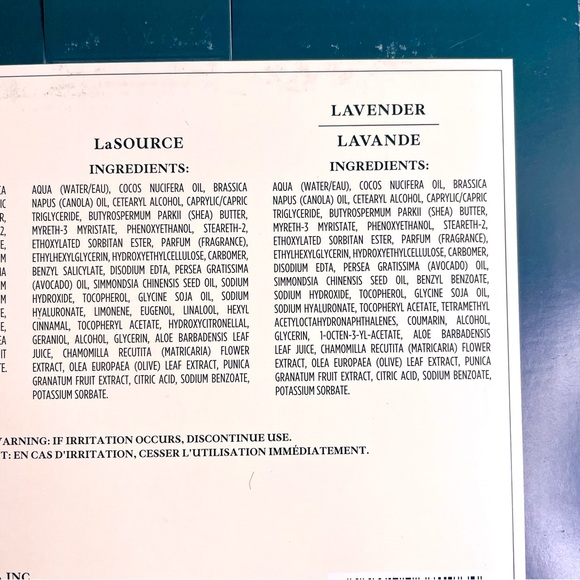 LaSOURCE
INGREDIENTS:
AQUA (WATER/EAU), COCOS NUCIFERA OIL, BRASSICA
NAPUS (CANOLA) OIL, CETEARYL ALCOHOL, CAPRYLIC/CAPRIC
TRIGLYCERIDE, BUTYROSPERMUM PARKII (SHEA) BUTTER,
MYRETH-3 MYRISTATE, PHENOXYETHANOL, STEARETH-2,
ETHOXYLATED SORBITAN ESTER, PARFUM (FRAGRANCE),
ETHYLHEXYLGLYCERIN, HYDROXYETHYLCELLULOSE, CARBOMER,
BENZYL SALICYLATE, DISODIUM EDTA, PERSEA GRATISSIMA
(AVOCADO) OIL, SIMMONDSIA CHINENSIS SEED OIL, SODIUM
HYDROXIDE, TOCOPHEROL, GLYCINE SOJA OIL, SODIUM
HYALURONATE, LIMONENE, EUGENOL, LINALOOL, HEXYL
CINNAMAL, TOCOPHERYL ACETATE, HYDROXYCITRONELLAL,
GERANIOL, ALCOHOL, GLYCERIN, ALOE BARBADENSIS LEAF
JUICE, CHAMOMILLA RECUTITA (MATRICARIA) FLOWER
EXTRACT, OLEA EUROPAEA (OLIVE) LEAF EXTRACT, PUNICA
GRANATUM FRUIT EXTRACT, CITRIC ACID, SODIUM BENZOATE,
POTASSIUM SORBATE.
LAVENDER
LAVANDE
INGREDIENTS:
AQUA (WATER/EAU), COCOS NUCIFERA OIL, BRASSICA
NAPUS (CANOLA) OIL, CETEARYL ALCOHOL, CAPRYLIC/CAPRIC
TRIGLYCERIDE, BUTYROSPERMUM PARKII (SHEA) BUTTER,
MYRETH-3 MYRISTATE, PHENOXYETHANOL, STEARETH-2,
ETHOXYLATED SORBITAN ESTER, PARFUM (FRAGRANCE),
ETHYLHEXYLGLYCERIN, HYDROXYETHYLCELLULOSE, CARBOMER,
DISODIUM EDTA, PERSEA GRATISSIMA (AVOCADO) OIL,
SIMMONDSIA CHINENSIS SEED OIL, BENZYL BENZOATE,
SODIUM HYDROXIDE, TOCOPHEROL, GLYCINE SOJA OIL,
SODIUM HYALURONATE, TOCOPHERYL ACETATE, TETRAMETHYL
ACETYLOCTAHYDRONAPHTHALENES, COUMARIN, ALCOHOL,
GLYCERIN, 1-OCTEN-3-YL-ACETATE, ALOE BARBADENSIS
LEAF JUICE, CHAMOMILLA RECUTITA (MATRICARIA) FLOWER
EXTRACT, OLEA EUROPAEA (OLIVE) LEAF EXTRACT, PUNICA
GRANATUM FRUIT EXTRACT, CITRIC ACID, SODIUM BENZOATE,
POTASSIUM SORBATE.
ARNING: IF IRRITATION OCCURS, DISCONTINUE USE.
T: EN CAS D'IRRITATION, CESSER L'UTILISATION IMMÉDIATEMENT.
INC